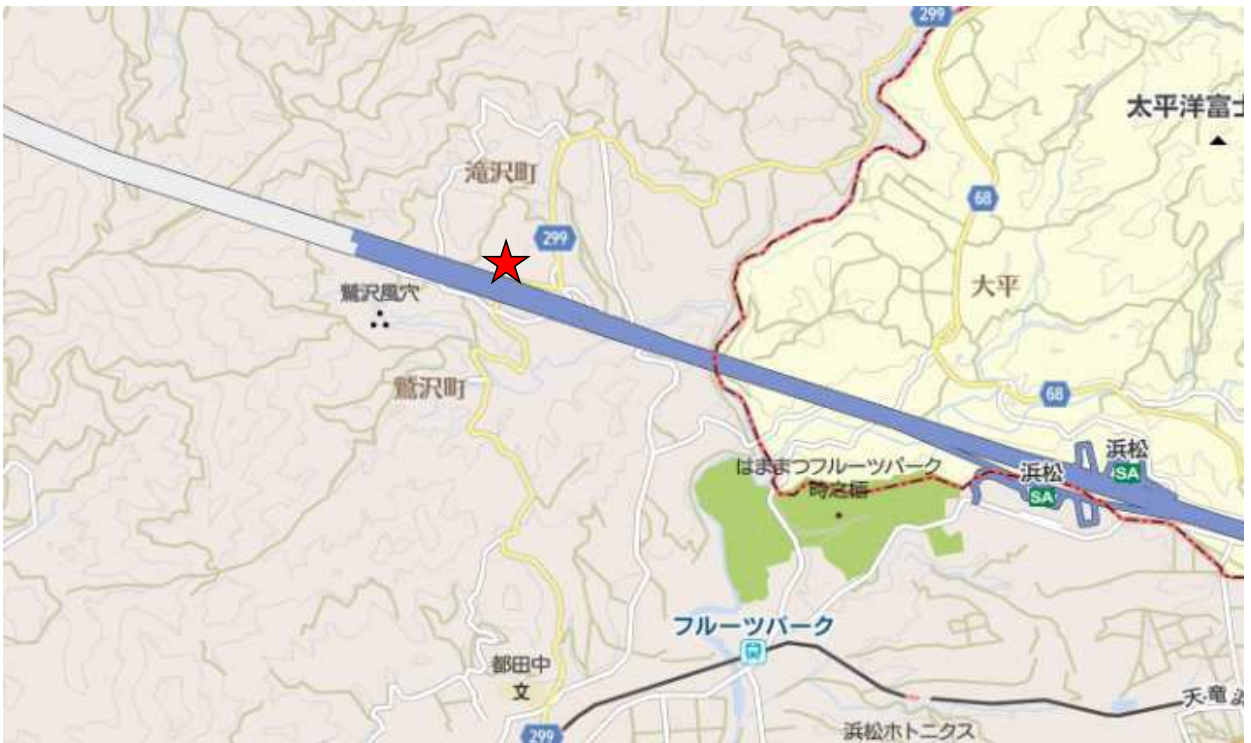 299
太平洋富士
滝沢町
68
299
鷲沢風穴
大平
鷲沢町
68
浜松
SA
はままつフルーツパーク
時之栖
浜松
SA
フルーツパーク
都田中
文
299
天竜
浜松ホトニクス